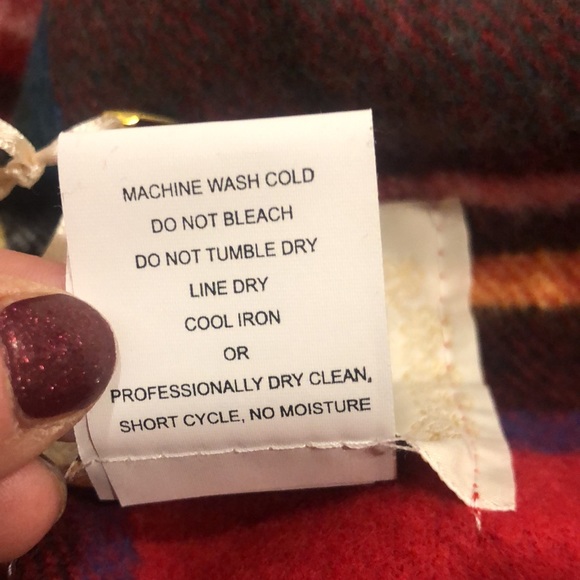 MACHINE WASH COLD
DO NOT BLEACH
DO NOT TUMBLE DRY
LINE DRY
COOL IRON
OR
PROFESSIONALLY DRY CLEAN,
SHORT CYCLE, NO MOISTURE